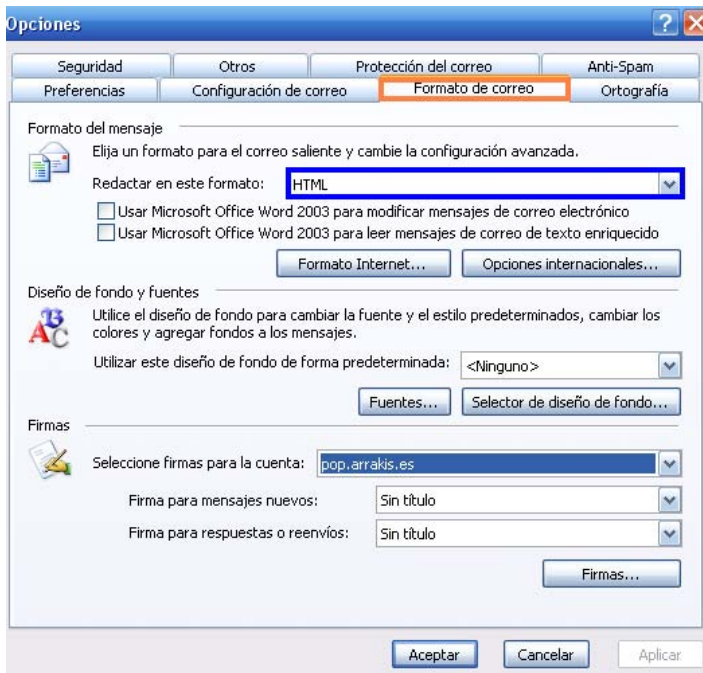 Opciones
Seguridad Otros Protección del correo Anti-Spam
Preferencias Configuración de correo Formato de correo Ortografía
Formato del mensaje
Elija un formato para el correo saliente y cambie la configuración avanzada.
Redactar en este formato: HTML
Usar Microsoft Office Word 2003 para modificar mensajes de correo electrónico
Usar Microsoft Office Word 2003 para leer mensajes de correo de texto enriquecido
Formato Internet... Opciones internacionales...
Diseño de fondo y fuentes
Utilice el diseño de fondo para cambiar la fuente y el estilo predeterminados, cambiar los
colores y agregar fondos a los mensajes.
Utilizar este diseño de fondo de forma predeterminada: <Ninguno>
Fuentes... Selector de diseño de fondo...
Firmas
Seleccione firmas para la cuenta: pop.arrakis.es
Firma para mensajes nuevos: Sin título
Firma para respuestas o reenvíos: Sin título
Firmas...
Aceptar Cancelar Aplicar